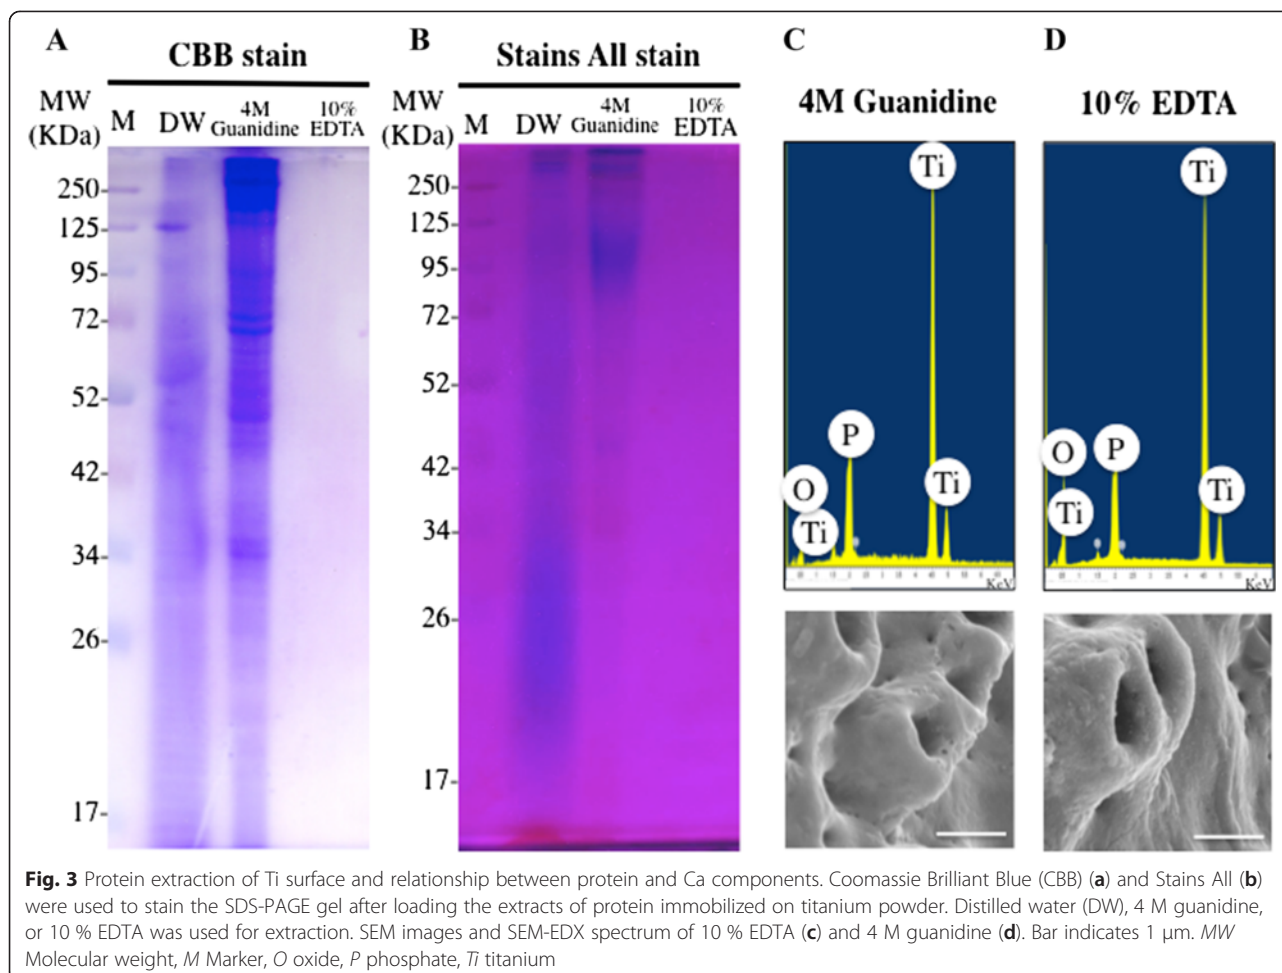 A
CBB stain
MW
(KDa)
M
DW
4M
Guanidine
10%
EDTA
250
125
95
72
52
42
34
26
17
B
Stains All stain
MW
(KDa)
M
DW
4M
Guanidine
10%
EDTA
250
125
95
72
52
42
34
26
17
C
4M Guanidine
Ti
P
O
Ti
Ti
KeV
D
10% EDTA
Ti
O
P
Ti
Ti
KeV
Fig. 3 Protein extraction of Ti surface and relationship between protein and Ca components. Coomassie Brilliant Blue (CBB) (a) and Stains All (b)
were used to stain the SDS-PAGE gel after loading the extracts of protein immobilized on titanium powder. Distilled water (DW), 4 M guanidine,
or 10 % EDTA was used for extraction. SEM images and SEM-EDX spectrum of 10 % EDTA (c) and 4 M guanidine (d). Bar indicates 1 μm. MW
Molecular weight, M Marker, O oxide, P phosphate, Ti titanium